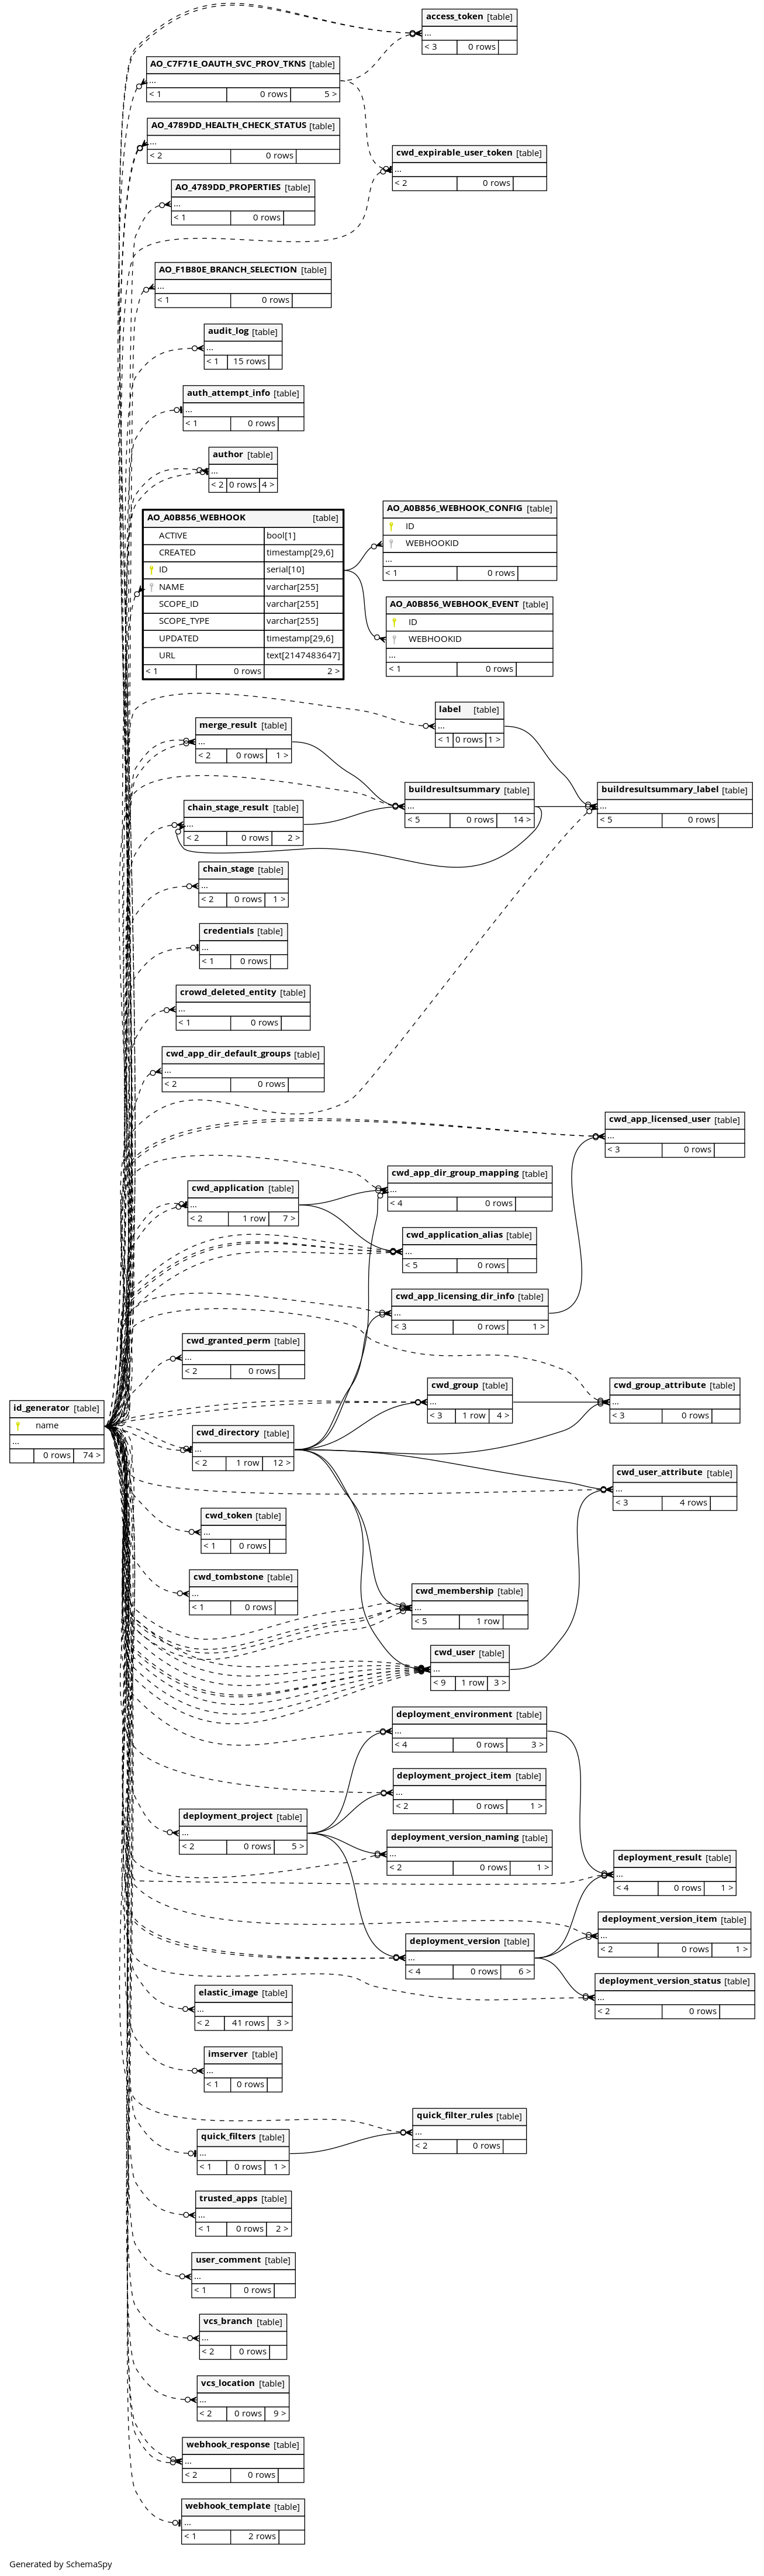 access_token [table]
...
< 3 0 rows
AO_C7F71E_OAUTH_SVC_PROV_TKNS [table]
...
< 1 0 rows 5 >
AO_4789DD_HEALTH_CHECK_STATUS [table]
...
< 2 0 rows
cwd_expirable_user_token [table]
...
< 2 0 rows
AO_4789DD_PROPERTIES [table]
...
< 1 0 rows
AO_F1B80E_BRANCH_SELECTION [table]
...
< 1 0 rows
audit_log [table]
...
< 1 15 rows
auth_attempt_info [table]
...
< 1 0 rows
author [table]
...
< 2 0 rows 4 >
AO_A0B856_WEBHOOK [table]
ACTIVE bool[1]
CREATED timestamp[29,6]
ID serial[10]
NAME varchar[255]
SCOPE_ID varchar[255]
SCOPE_TYPE varchar[255]
UPDATED timestamp[29,6]
URL text[2147483647]
< 1 0 rows 2 >
AO_A0B856_WEBHOOK_CONFIG [table]
ID
WEBHOOKID
...
< 1 0 rows
AO_A0B856_WEBHOOK_EVENT [table]
ID
WEBHOOKID
...
< 1 0 rows
label [table]
...
< 1 0 rows 1 >
merge_result [table]
...
< 2 0 rows 1 >
buildresultsummary [table]
...
< 5 0 rows 14 >
buildresultsummary_label [table]
...
< 5 0 rows
chain_stage_result [table]
...
< 2 0 rows 2 >
chain_stage [table]
...
< 2 0 rows 1 >
credentials [table]
...
< 1 0 rows
crowd_deleted_entity [table]
...
< 1 0 rows
cwd_app_dir_default_groups [table]
...
< 2 0 rows
cwd_app_licensed_user [table]
...
< 3 0 rows
cwd_app_dir_group_mapping [table]
...
< 4 0 rows
cwd_application [table]
...
< 2 1 row 7 >
cwd_application_alias [table]
...
< 5 0 rows
cwd_app_licensing_dir_info [table]
...
< 3 0 rows 1 >
cwd_granted_perm [table]
...
< 2 0 rows
cwd_group [table]
...
< 3 1 row 4 >
cwd_group_attribute [table]
...
< 3 0 rows
id_generator [table]
name
...
0 rows 74 >
cwd_directory [table]
...
< 2 1 row 12 >
cwd_user_attribute [table]
...
< 3 4 rows
cwd_token [table]
...
< 1 0 rows
cwd_tombstone [table]
...
< 1 0 rows
cwd_membership [table]
...
< 5 1 row
cwd_user [table]
...
< 9 1 row 3 >
deployment_environment [table]
...
< 4 0 rows 3 >
deployment_project_item [table]
...
< 2 0 rows 1 >
deployment_project [table]
...
< 2 0 rows 5 >
deployment_version_naming [table]
...
< 2 0 rows 1 >
deployment_result [table]
...
< 4 0 rows 1 >
deployment_version_item [table]
...
< 2 0 rows 1 >
deployment_version [table]
...
< 4 0 rows 6 >
deployment_version_status [table]
...
< 2 0 rows
elastic_image [table]
...
< 2 41 rows 3 >
imserver [table]
...
< 1 0 rows
quick_filter_rules [table]
...
< 2 0 rows
quick_filters [table]
...
< 1 0 rows 1 >
trusted_apps [table]
...
< 1 0 rows 2 >
user_comment [table]
...
< 1 0 rows
vcs_branch [table]
...
< 2 0 rows
vcs_location [table]
...
< 2 0 rows 9 >
webhook_response [table]
...
< 2 0 rows
webhook_template [table]
...
< 1 2 rows
Generated by SchemaSpy